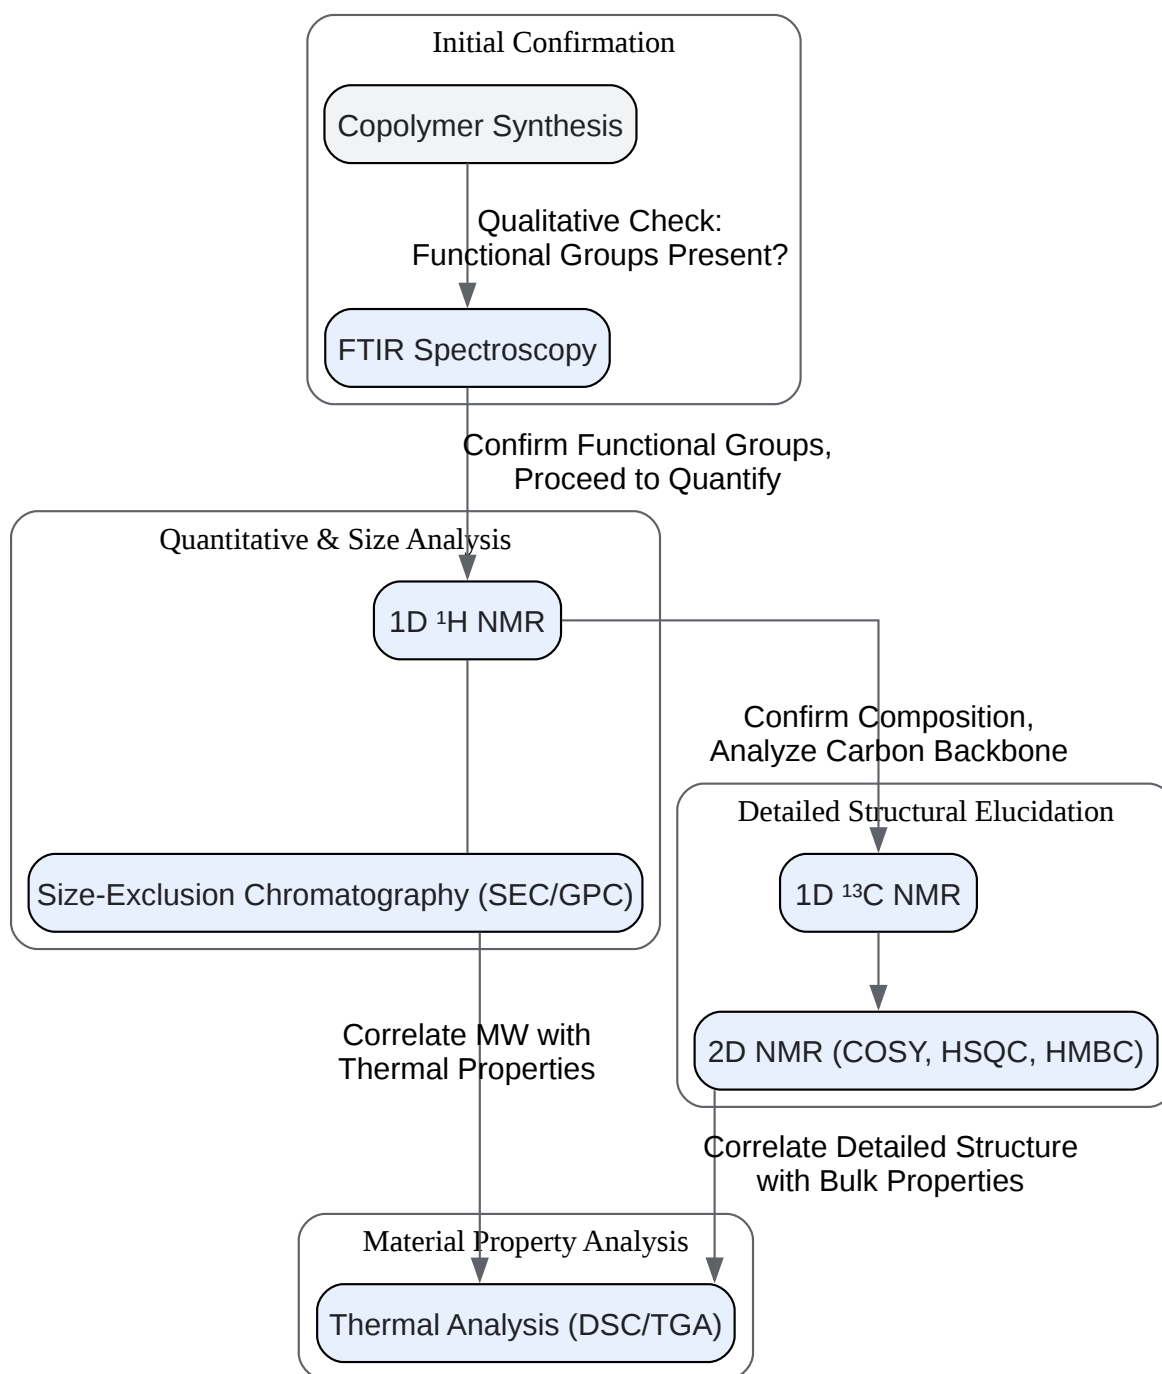 Initial Confirmation
Copolymer Synthesis
Qualitative Check:
Functional Groups Present?
FTIR Spectroscopy
Confirm Functional Groups,
Proceed to Quantify
Quantitative & Size Analysis
1D ¹H NMR
Confirm Composition,
Analyze Carbon Backbone
Detailed Structural Elucidation
1D ¹³C NMR
Size-Exclusion Chromatography (SEC/GPC)
2D NMR (COSY, HSQC, HMBC)
Correlate MW with
Thermal Properties
Correlate Detailed Structure
with Bulk Properties
Material Property Analysis
Thermal Analysis (DSC/TGA)